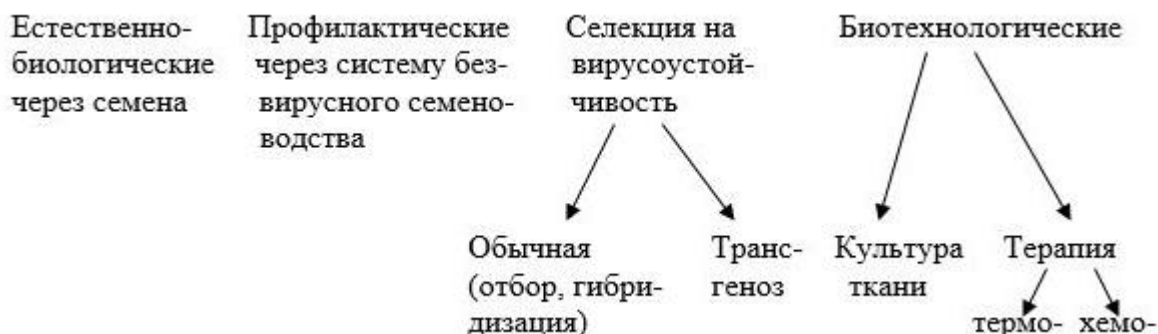 Естественно-
биологические
через семена
Профилактические
через систему без-
вирусного семено-
водства
Селекция на
вирусоустой-
чивость
Биотехнологические
Обычная
(отбор, гибри-
дизация)
Транс-
геноз
Культура
ткани
Терапия
термо- хемо-